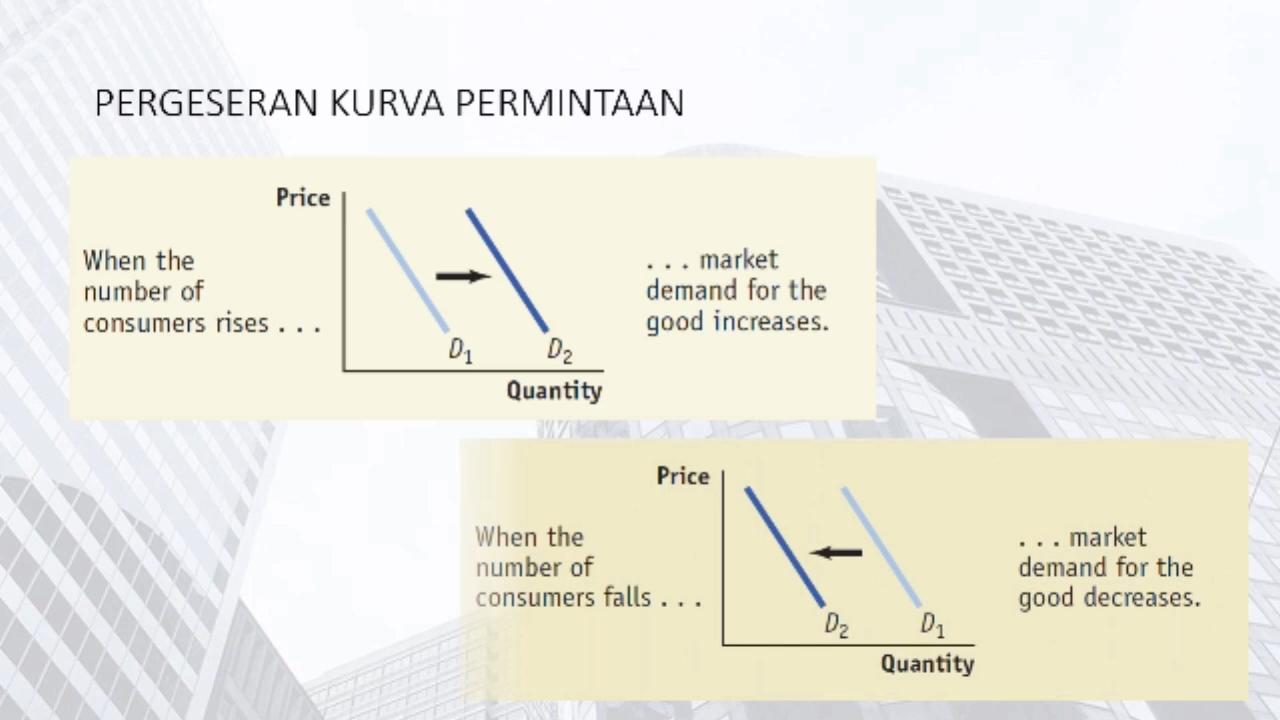 PERGESERAN KURVA PERMINTAAN
Price
When the
number of
consumers rises . . .
. . . market
demand for the
good increases.
D1
D2
Quantity
Price
When the
number of
consumers falls . . .
. . . market
demand for the
good decreases.
D2
D1
Quantity